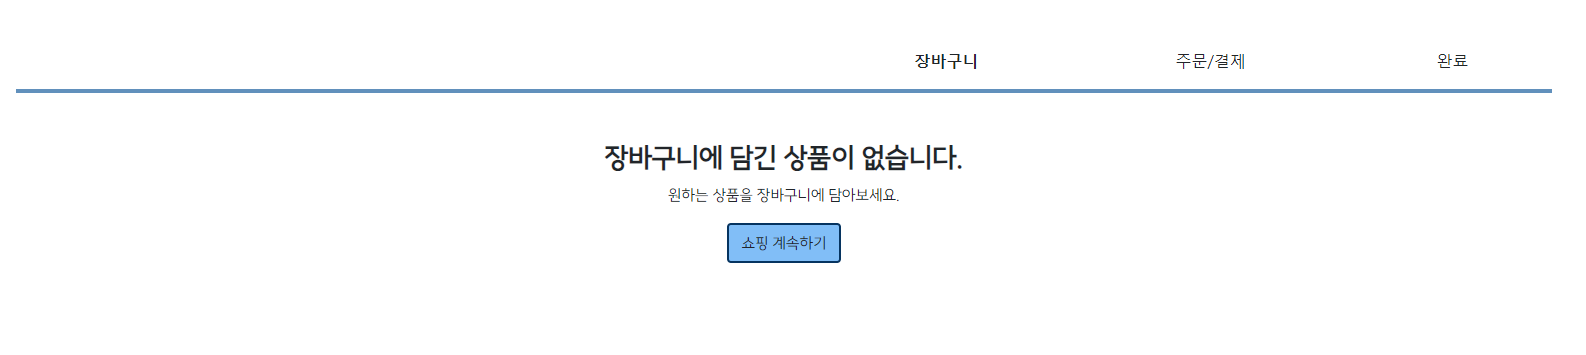 장바구니 주문/결제 완료
장바구니에 담긴 상품이 없습니다.
원하는 상품을 장바구니에 담아보세요.
쇼핑 계속하기